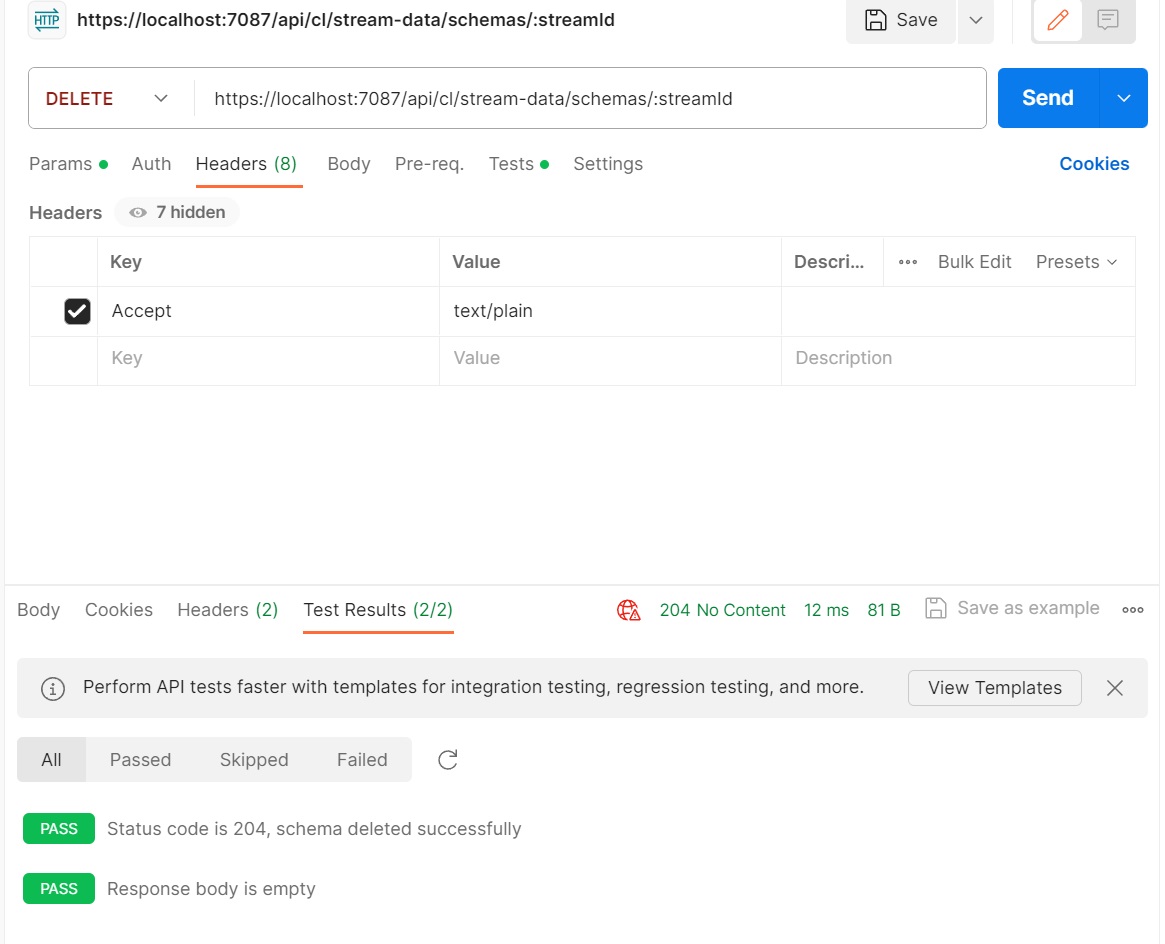 HTTP https://localhost:7087/api/cl/stream-data/schemas/:streamId Save
DELETE https://localhost:7087/api/cl/stream-data/schemas/:streamId Send
Params Auth Headers (8) Body Pre-req. Tests Settings Cookies
Headers 7 hidden
Key Value Descri... Bulk Edit Presets
Accept text/plain
Key Value Description
Body Cookies Headers (2) Test Results (2/2) 204 No Content 12 ms 81 B Save as example
Perform API tests faster with templates for integration testing, regression testing, and more. View Templates
All Passed Skipped Failed
PASS Status code is 204, schema deleted successfully
PASS Response body is empty